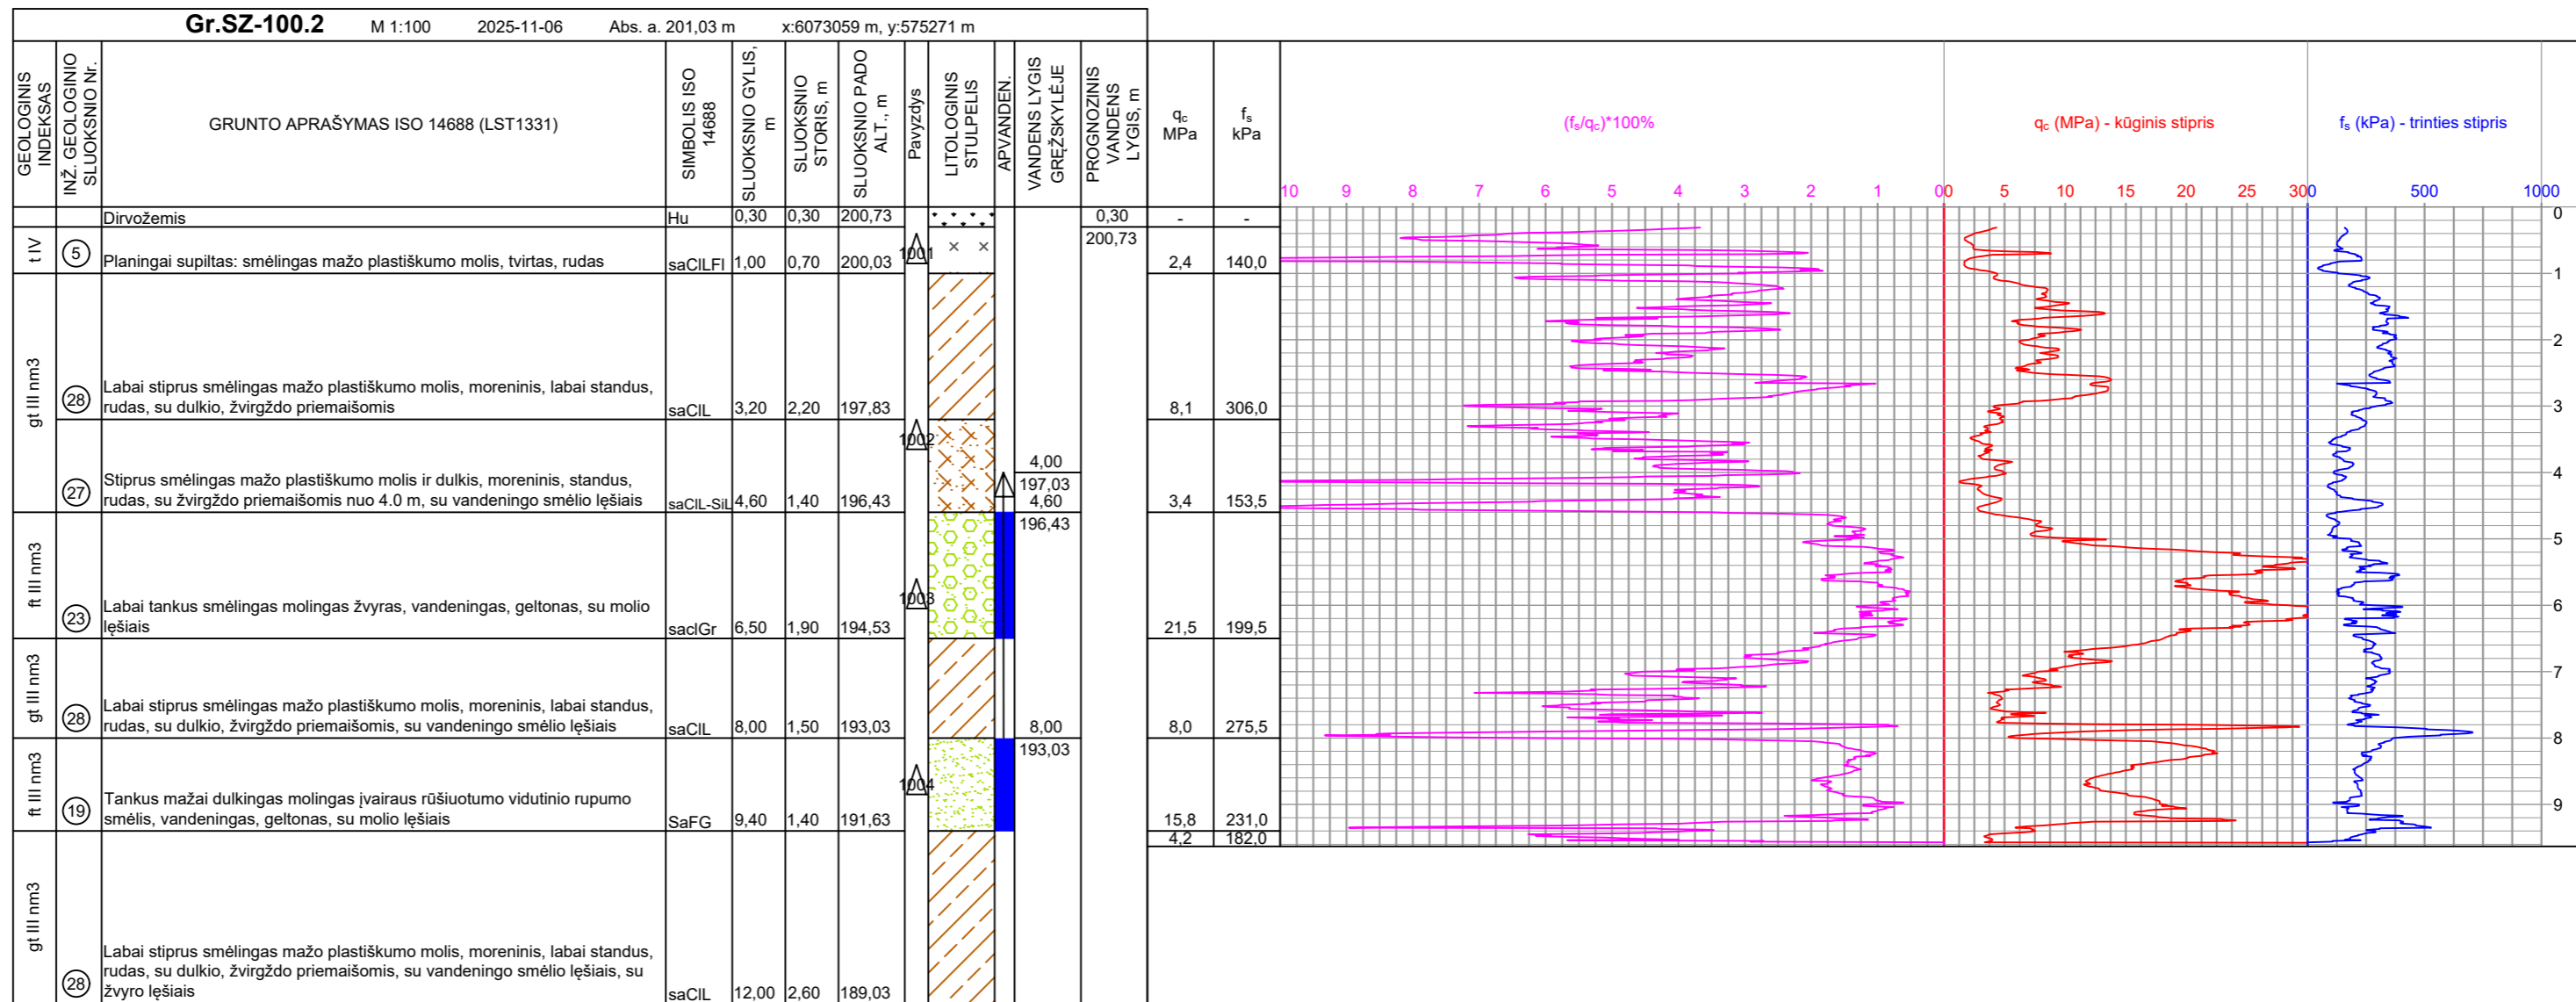 Gr.SZ-100.2 M 1:100 2025-11-06 Abs. a. 201,03 m x:6073059 m, y:575271 m
GEOLOGINIS
INDEKSAS
INŽ. GEOLOGINIO
SLUOKSNIO Nr.
GRUNTO APRAŠYMAS ISO 14688 (LST1331)
SIMBOLIS ISO
14688
SLUOKSNIO GYLIS,
m
SLUOKSNIO
STORIS, m
SLUOKSNIO PADO
ALT., m
Pavyzdys
LITOLOGINIS
STULPELIS
APVANDEN.
VANDENS LYGIS
GRĘŽSKYLĖJE
PROGNOZINIS
VANDENS
LYGIS, m
qc
MPa
fs
kPa
(fs/qc)*100%
qc (MPa) - kūginis stipris
fs (kPa) - trinties stipris
10 9 8 7 6 5 4 3 2 1 0
0 5 10 15 20 25 30
0 500 1000
Dirvožemis Hu 0,30 0,30 200,73 0,30 - -
0
200,73
t IV
5
Planingai supiltas: smėlingas mažo plastiškumo molis, tvirtas, rudas saClLFl 1,00 0,70 200,03 1001 2,4 140,0
1
2
gt III nm3
28
Labai stiprus smėlingas mažo plastiškumo molis, moreninis, labai standus,
rudas, su dulkio, žvirgždo priemaišomis saClL 3,20 2,20 197,83 8,1 306,0
3
1002
27
Stiprus smėlingas mažo plastiškumo molis ir dulkis, moreninis, standus,
rudas, su žvirgždo priemaišomis nuo 4.0 m, su vandeningo smėlio lęšiais saClL-SiL 4,60 1,40 196,43 3,4 153,5
4,00
197,03
4,60
196,43
4
5
ft III nm3
23
Labai tankus smėlingas molingas žvyras, vandeningas, geltonas, su molio
lęšiais saclGr 6,50 1,90 194,53 1003 21,5 199,5
6
gt III nm3
28
Labai stiprus smėlingas mažo plastiškumo molis, moreninis, labai standus,
rudas, su dulkio, žvirgždo priemaišomis, su vandeningo smėlio lęšiais saClL 8,00 1,50 193,03 8,00 8,0 275,5
7
193,03
8
ft III nm3
19
Tankus mažai dulkingas molingas įvairaus rūšiuotumo vidutinio rupumo
smėlis, vandeningas, geltonas, su molio lęšiais SaFG 9,40 1,40 191,63 1004 15,8 231,0
9
4,2 182,0
gt III nm3
28
Labai stiprus smėlingas mažo plastiškumo molis, moreninis, labai standus,
rudas, su dulkio, žvirgždo priemaišomis, su vandeningo smėlio lęšiais, su
žvyro lęšiais saClL 12,00 2,60 189,03